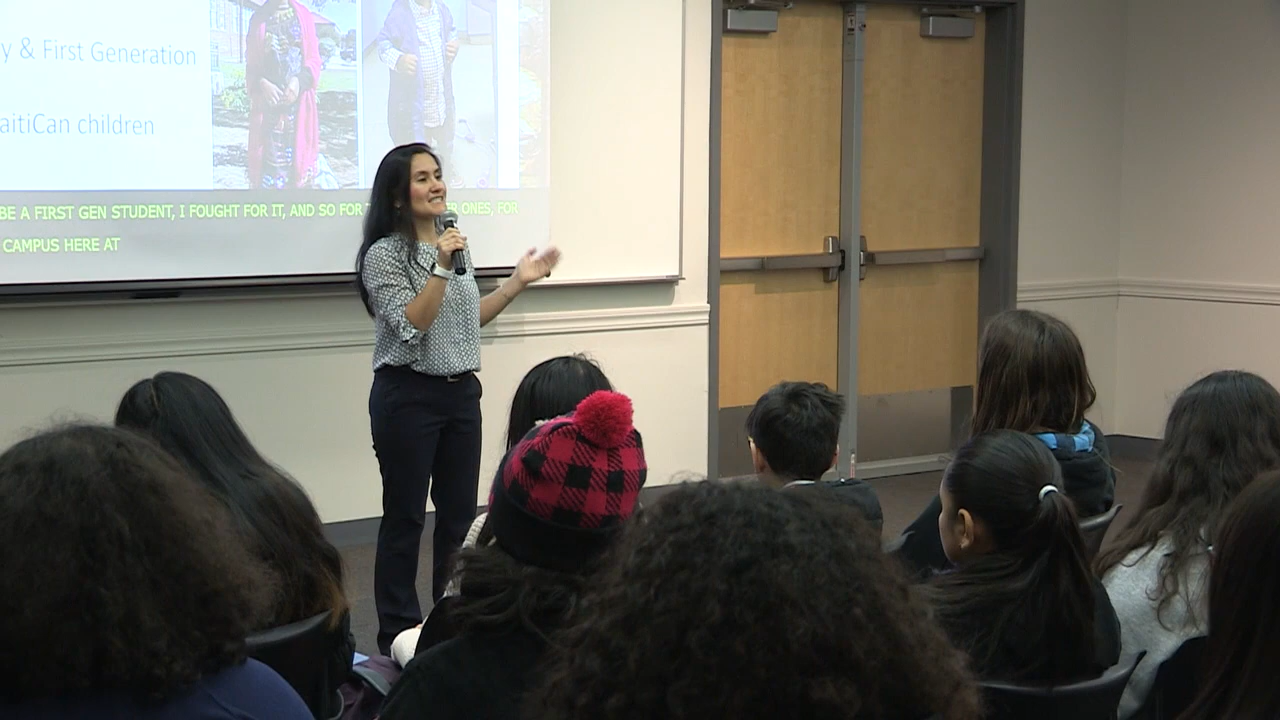 y & First Generation
aitiCan children
BE A FIRST GEN STUDENT, I FOUGHT FOR IT, AND SO FOR ONES, FOR
CAMPUS HERE AT